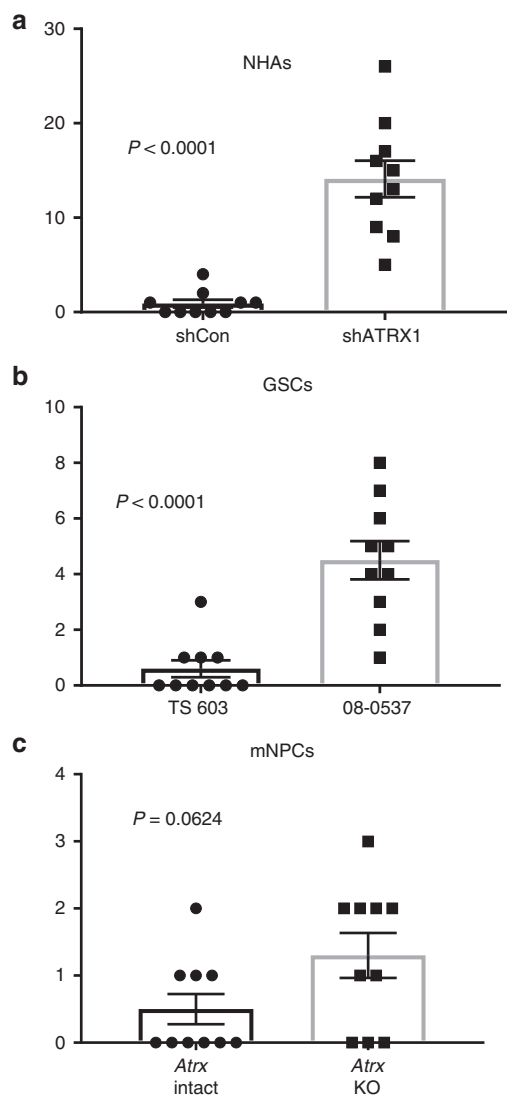 a
NHAs
30
20
10
0
P < 0.0001
shCon
shATRX1
b
GSCs
10
8
6
4
2
0
P < 0.0001
TS 603
08-0537
c
mNPCs
4
3
2
1
0
P = 0.0624
Atrx
intact
Atrx
KO